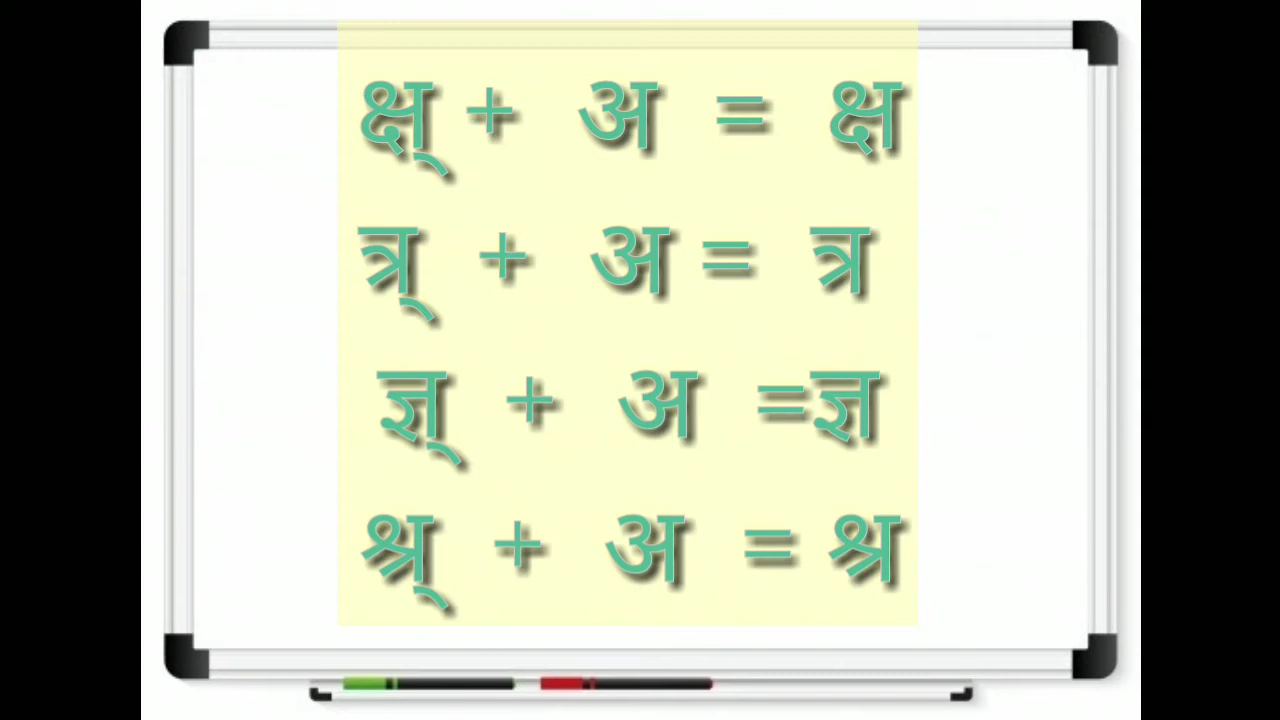 क्ष् + अ = क्ष
त्र् + अ = त्र
ज्ञ् + अ =ज्ञ
श्र् + अ = श्र